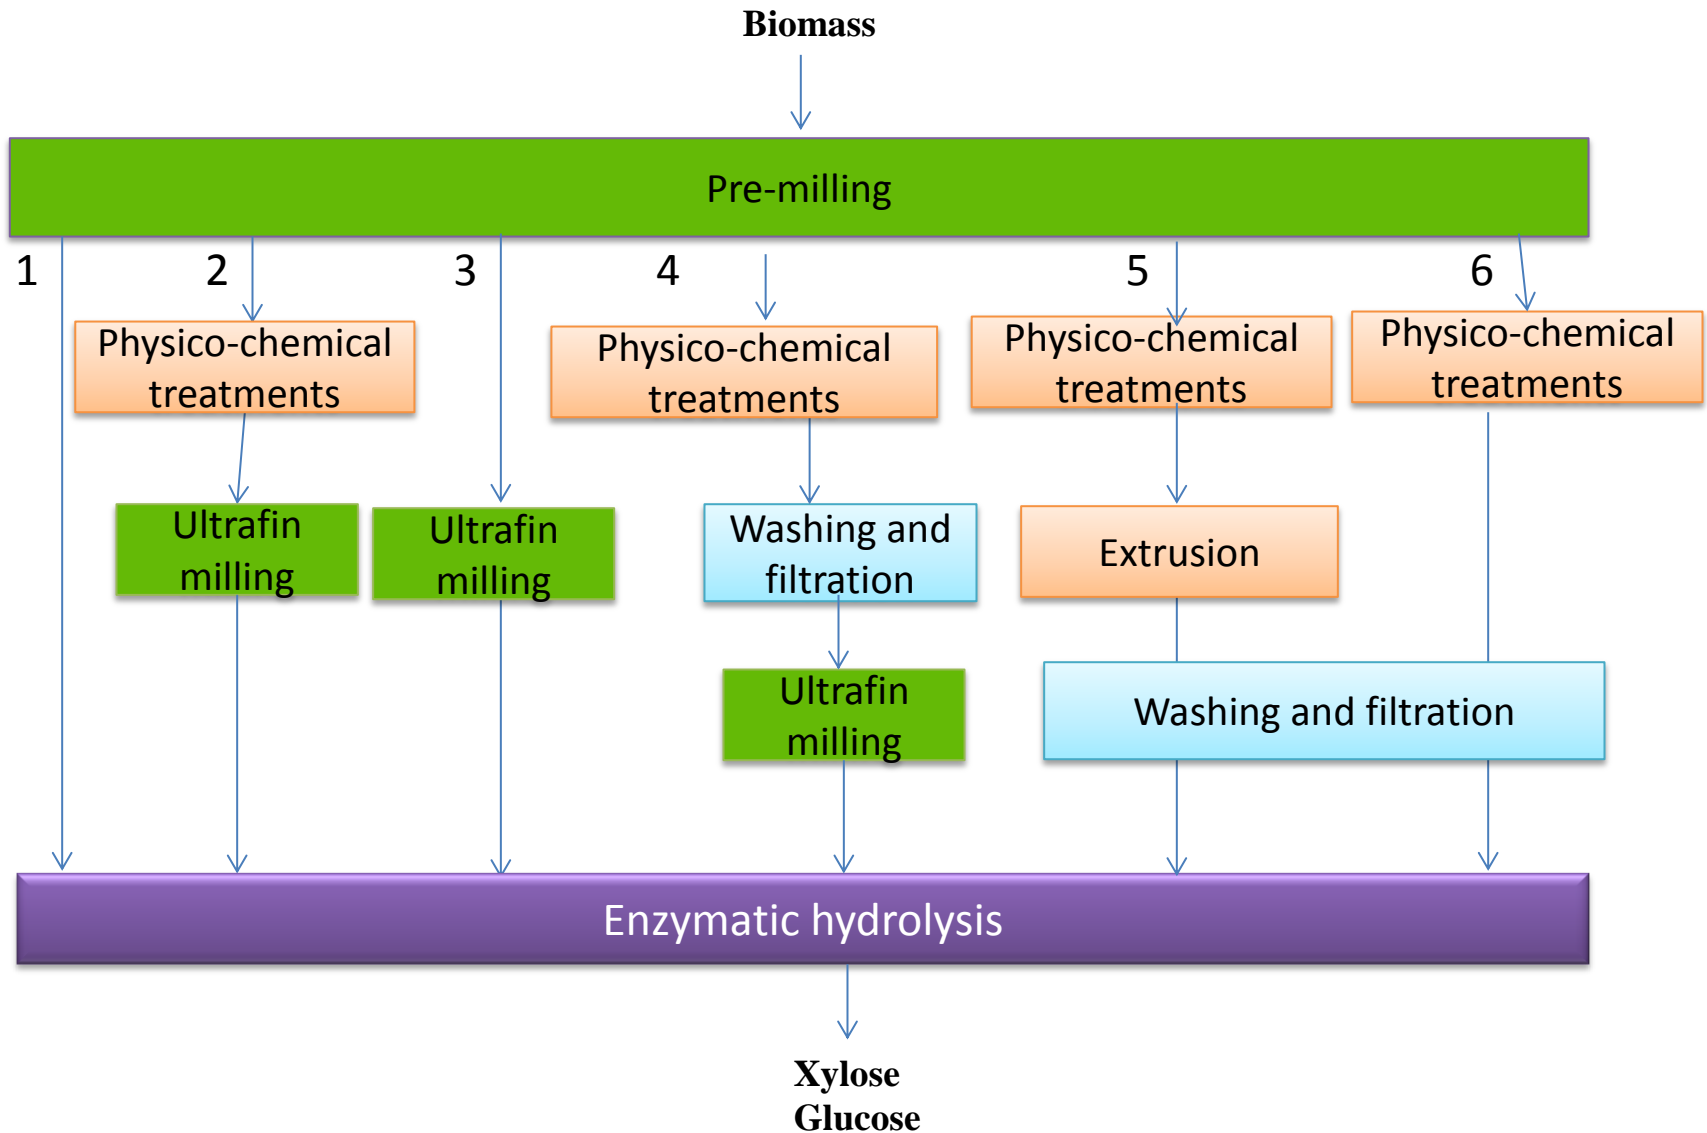 Biomass
Pre-milling
1
2
3
4
5
6
Physico-chemical
treatments
Physico-chemical
treatments
Physico-chemical
treatments
Physico-chemical
treatments
Ultrafin
milling
Ultrafin
milling
Washing and
filtration
Extrusion
Ultrafin
milling
Washing and filtration
Enzymatic hydrolysis
Xylose
Glucose